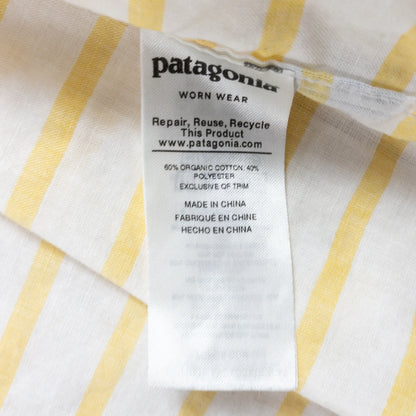 patagonia
WORN WEAR
Repair, Reuse, Recycle
This Product
www.patagonia.com
60% ORGANIC COTTON, 40%
POLYESTER
EXCLUSIVE OF TRIM
MADE IN CHINA
FABRIQUÉ EN CHINE
HECHO EN CHINA